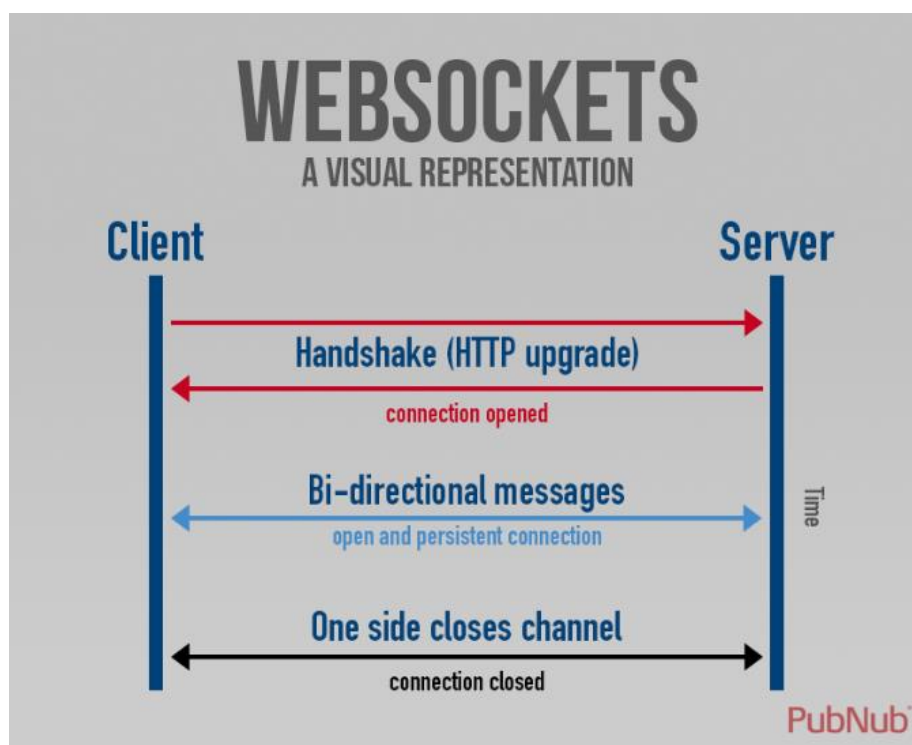 WEBSOCKETS
A VISUAL REPRESENTATION
Client
Server
Handshake (HTTP upgrade)
connection opened
Bi-directional messages
open and persistent connection
Time
One side closes channel
connection closed
PubNub